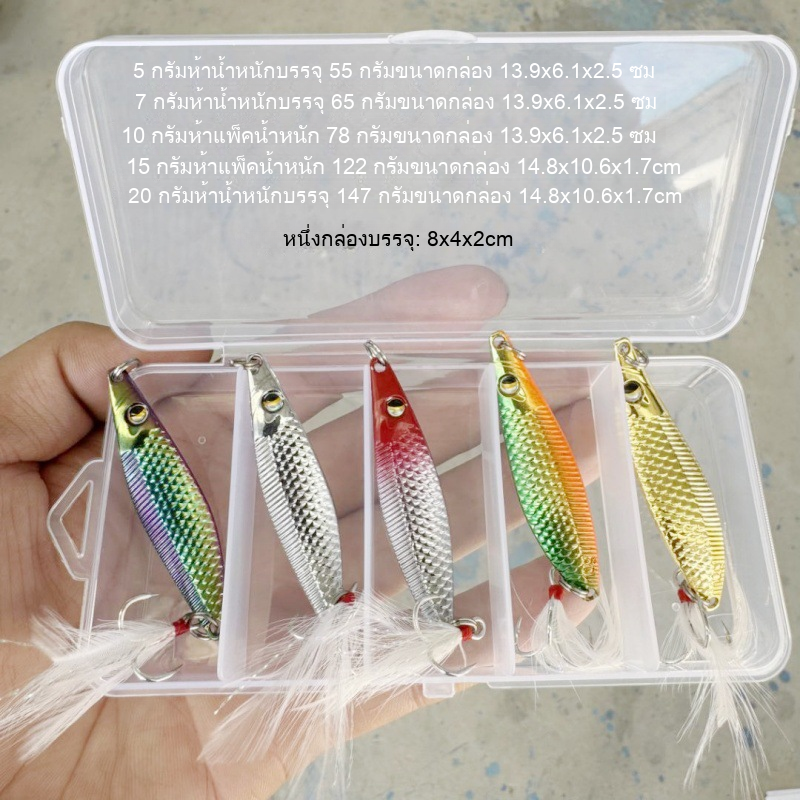 5 กรัมห้าน้ำหนักบรรจุ 55 กรัมขนาดกล่อง 13.9x6.1x2.5 ซม
7 กรัมห้าน้ำหนักบรรจุ 65 กรัมขนาดกล่อง 13.9x6.1x2.5 ซม
10 กรัมห้าแพ็คน้ำหนัก 78 กรัมขนาดกล่อง 13.9x6.1x2.5 ซม
15 กรัมห้าแพ็คน้ำหนัก 122 กรัมขนาดกล่อง 14.8x10.6x1.7cm
20 กรัมห้าน้ำหนักบรรจุ 147 กรัมขนาดกล่อง 14.8x10.6x1.7cm
หนึ่งกล่องบรรจุ: 8x4x2cm